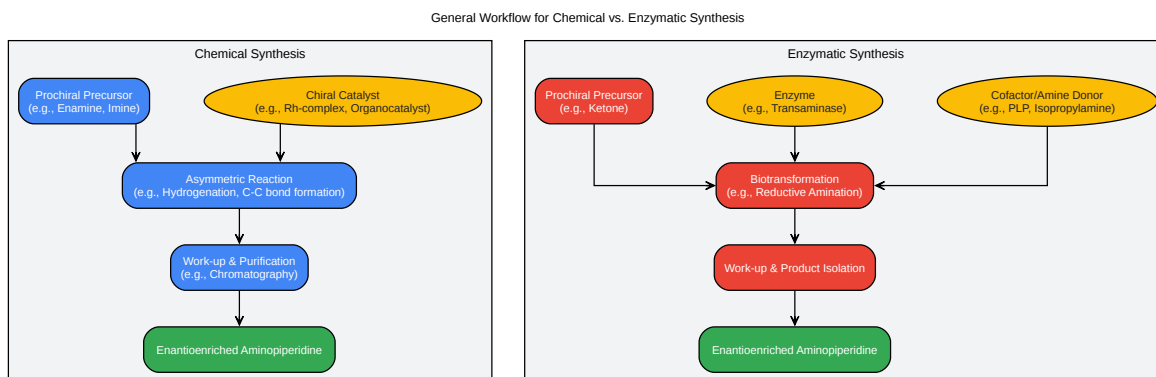 General Workflow for Chemical vs. Enzymatic Synthesis
Chemical Synthesis
Prochiral Precursor
(e.g., Enamine, Imine)
Chiral Catalyst
(e.g., Rh-complex, Organocatalyst)
Asymmetric Reaction
(e.g., Hydrogenation, C-C bond formation)
Work-up & Purification
(e.g., Chromatography)
Enantioenriched Aminopiperidine
Enzymatic Synthesis
Prochiral Precursor
(e.g., Ketone)
Enzyme
(e.g., Transaminase)
Cofactor/Amine Donor
(e.g., PLP, Isopropylamine)
Biotransformation
(e.g., Reductive Amination)
Work-up & Product Isolation
Enantioenriched Aminopiperidine